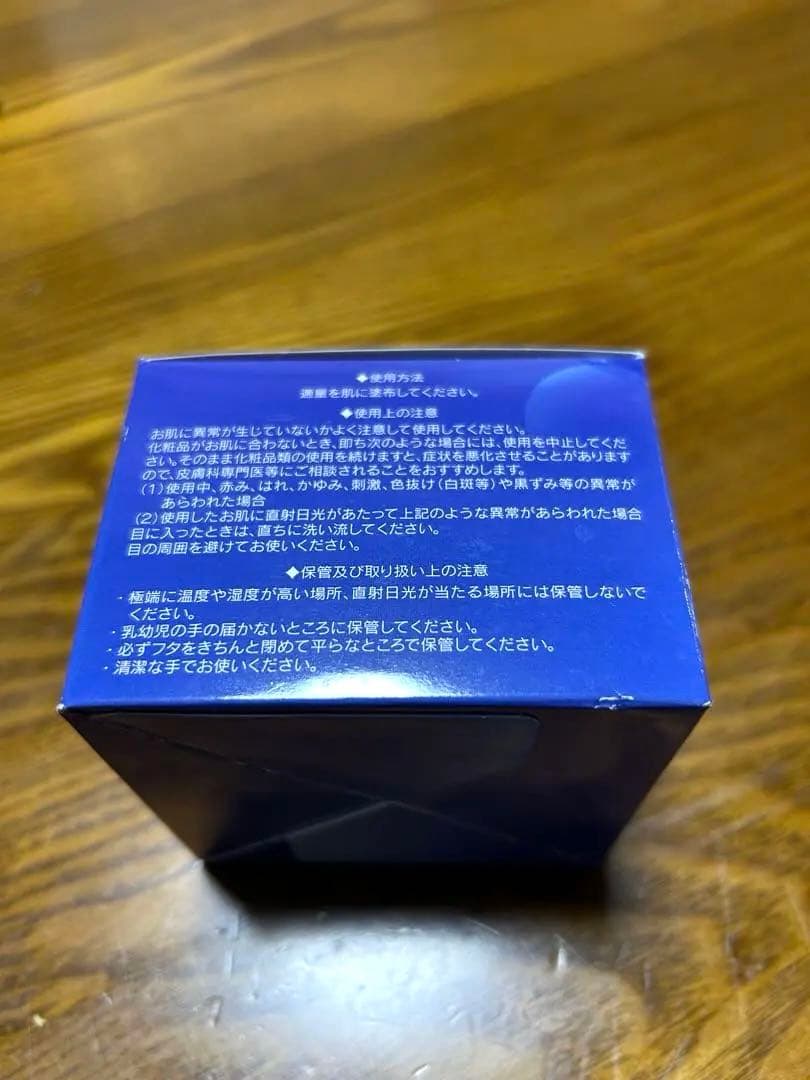 ◆使用方法
適量を肌に塗布してください。
◆使用上の注意
お肌に異常が生じていないかよく注意して使用してください。
化粧品がお肌に合わないとき、即ち次のような場合には、使用を中止してくだ
さい。そのまま化粧品類の使用を続けますと、症状を悪化させることがあります
ので、皮膚科専門医等にご相談されることをおすすめします。
(1)使用中、赤み、はれ、かゆみ、刺激、色抜け(白斑等)や黒ずみ等の異常が
あらわれた場合
(2)使用したお肌に直射日光があたって上記のような異常があらわれた場合
目に入ったときは、直ちに洗い流してください。
目の周囲を避けてお使いください。
◆保管及び取り扱い上の注意
・極端に温度や湿度が高い場所、直射日光が当たる場所には保管しないで
ください。
・乳幼児の手の届かないところに保管してください。
・必ずフタをきちんと閉めて平らなところで保管してください。
・清潔な手でお使いください。